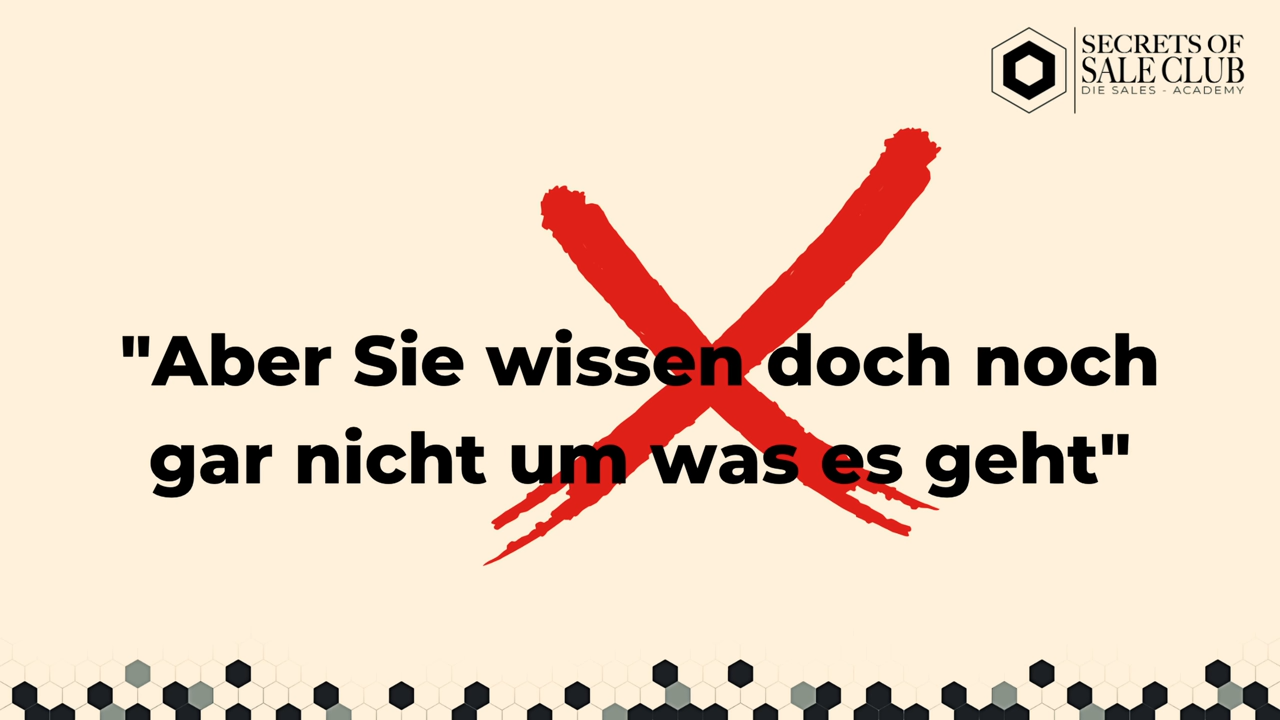 SECRETS OF
SALE CLUB
DIE SALES - ACADEMY
"Aber Sie wissen doch noch
gar nicht um was es geht"